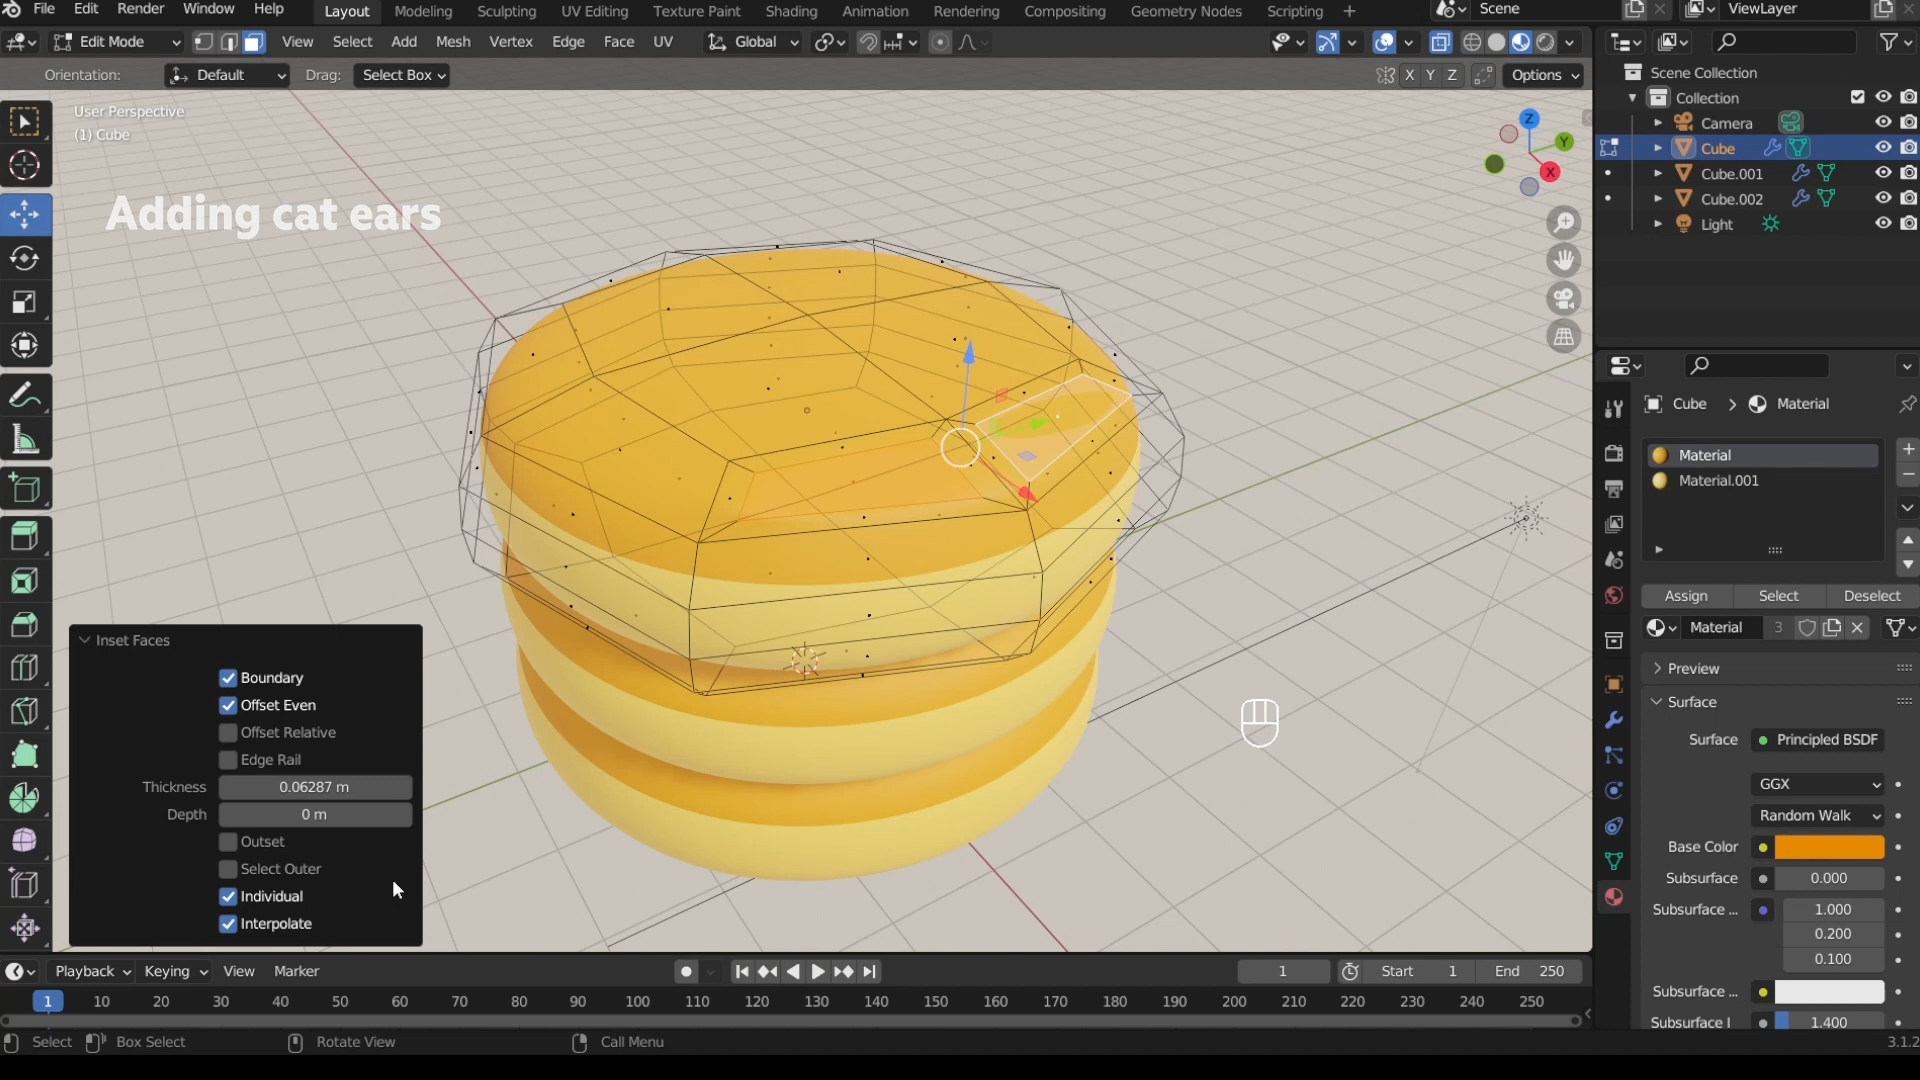 File Edit Render Window Help Layout Modeling Sculpting UV Editing Texture Paint Shading Animation Rendering Compositing Geometry Nodes Scripting + Scene ViewLayer
Edit Mode View Select Add Mesh Vertex Edge Face UV Global
Orientation: Default Drag: Select Box X Y Z Options
User Perspective
(1) Cube
Adding cat ears
Z
Y
X
Scene Collection
Collection
Camera
Cube
Cube.001
Cube.002
Light
Cube > Material
Material
Material.001
Assign Select Deselect
Material 3
Preview
Surface
Surface Principled BSDF
GGX
Random Walk
Base Color
Subsurface 0.000
Subsurface ... 1.000
0.200
0.100
Subsurface ...
Subsurface I 1.400
Inset Faces
Boundary
Offset Even
Offset Relative
Edge Rail
Thickness 0.06287 m
Depth 0 m
Outset
Select Outer
Individual
Interpolate
Playback Keying View Marker 1 Start 1 End 250
1 10 20 30 40 50 60 70 80 90 100 110 120 130 140 150 160 170 180 190 200 210 220 230 240 250
Select Box Select Rotate View Call Menu 3.1.2